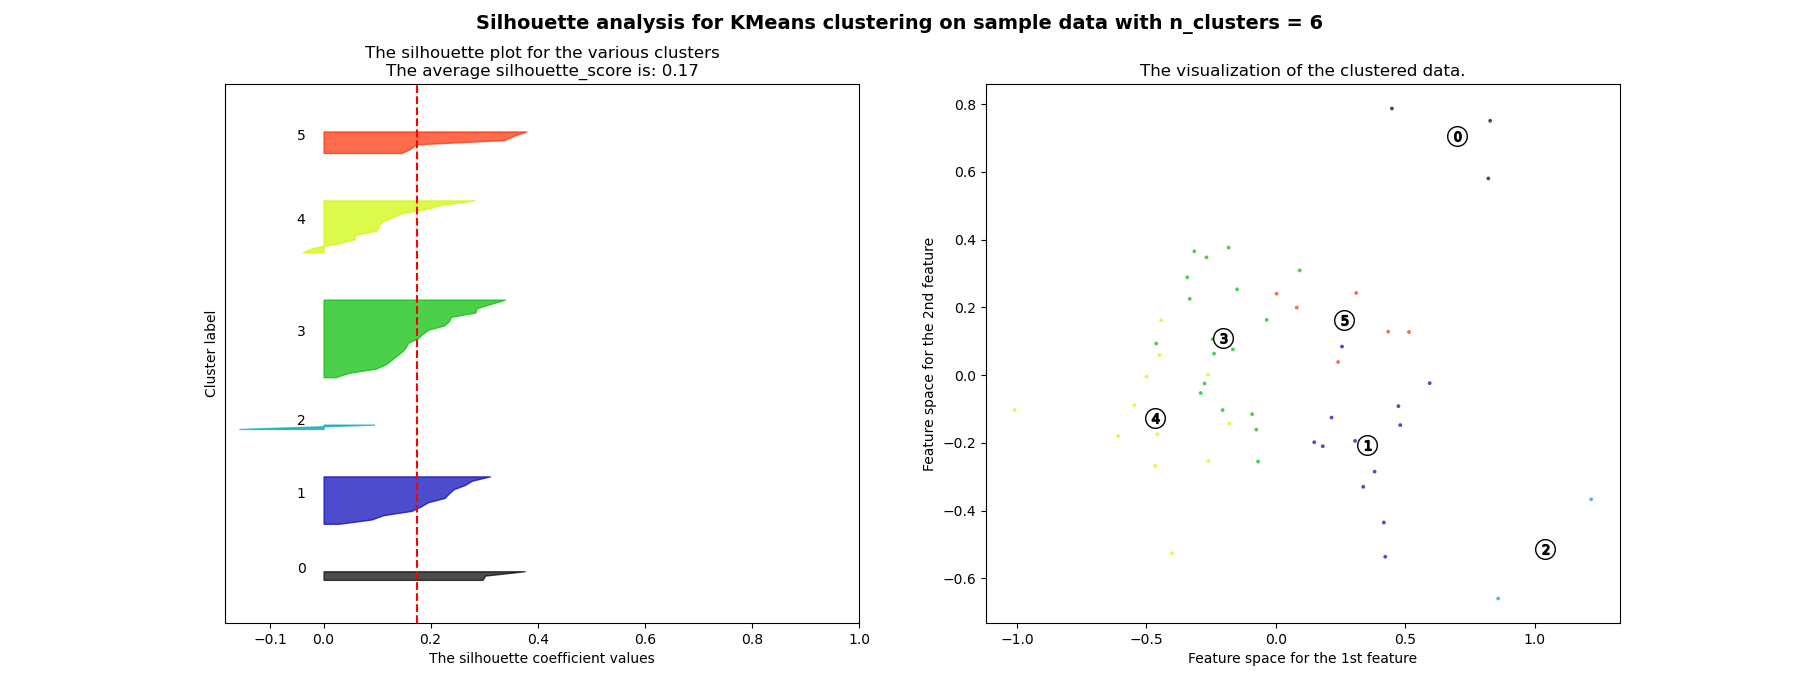 Silhouette analysis for KMeans clustering on sample data with n_clusters = 6
The silhouette plot for the various clusters
The average silhouette_score is: 0.17
5
4
3
2
1
0
Cluster label
−0.1 0.0 0.2 0.4 0.6 0.8 1.0
The silhouette coefficient values
The visualization of the clustered data.
0.8
0.6
0.4
0.2
0.0
−0.2
−0.4
−0.6
Feature space for the 2nd feature
0
5
3
4
1
2
−1.0 −0.5 0.0 0.5 1.0
Feature space for the 1st feature